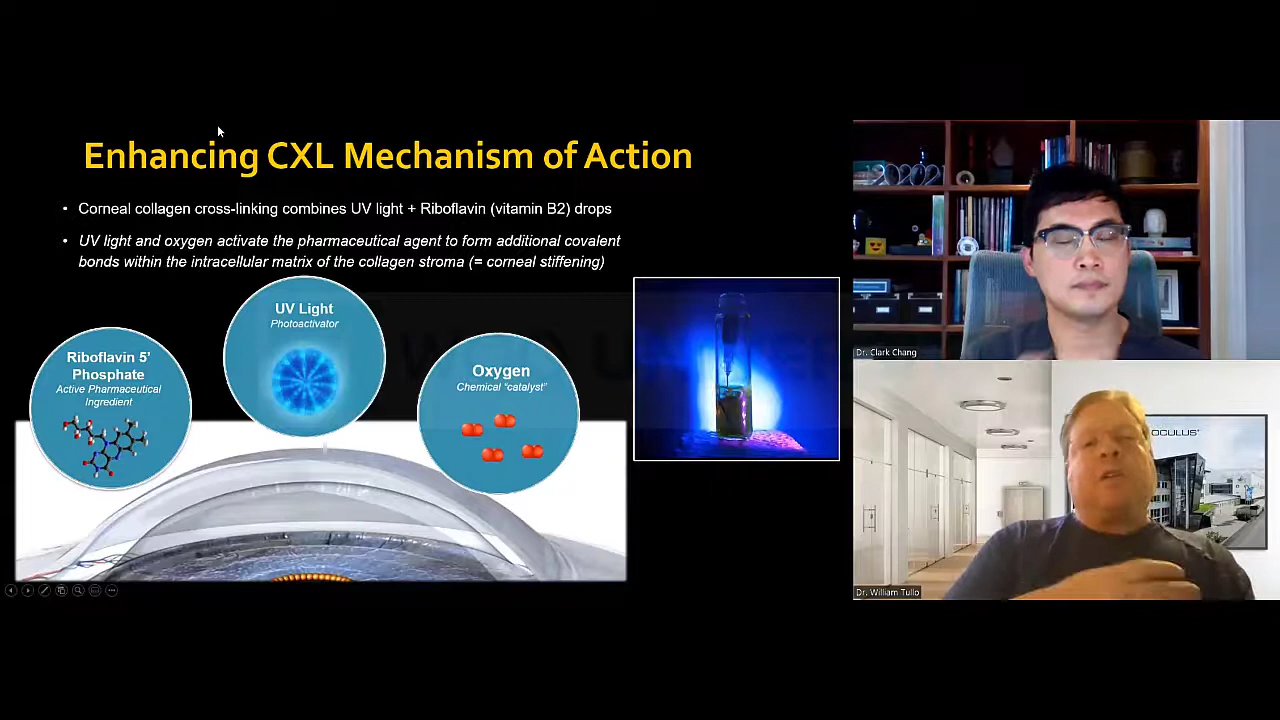 Enhancing CXL Mechanism of Action
• Corneal collagen cross-linking combines UV light + Riboflavin (vitamin B2) drops
• UV light and oxygen activate the pharmaceutical agent to form additional covalent
bonds within the intracellular matrix of the collagen stroma (= corneal stiffening)
Riboflavin 5’
Phosphate
Active Pharmaceutical
Ingredient
UV Light
Photoactivator
Oxygen
Chemical “catalyst”
Dr. Clark Chang
OCULUS®
Dr. William Tullo